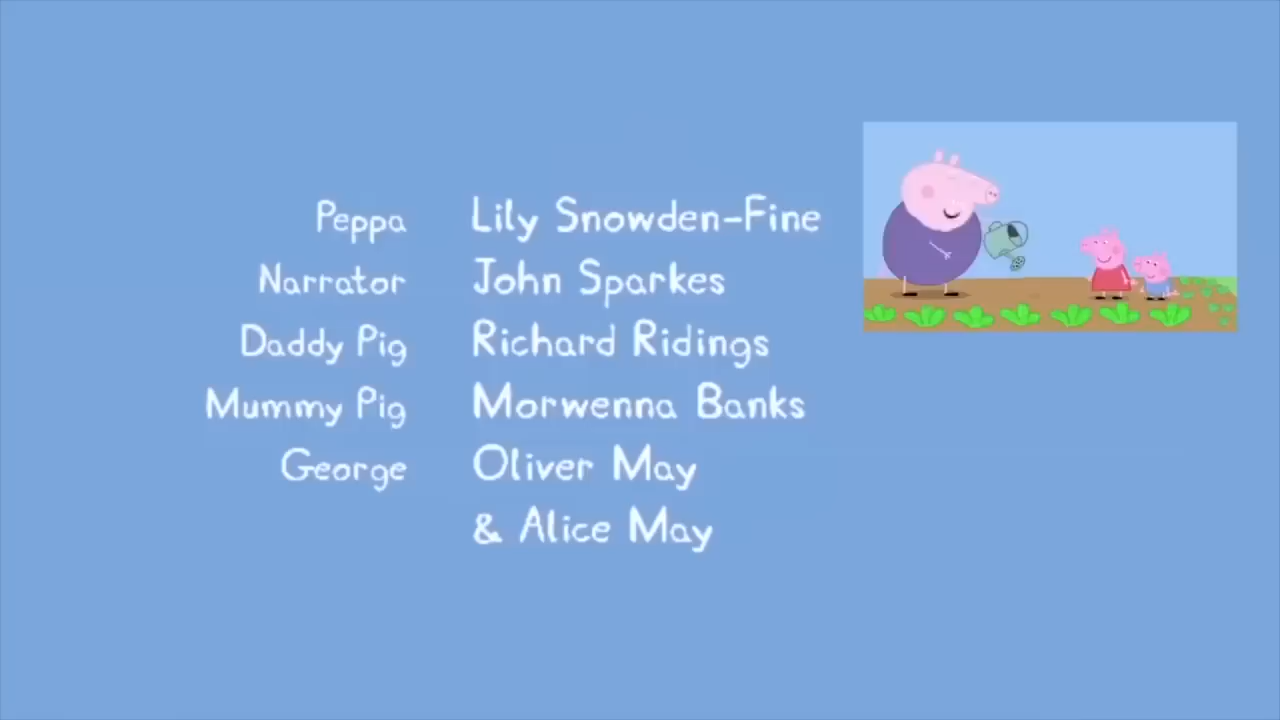 Peppa Lily Snowden-Fine
Narrator John Sparkes
Daddy Pig Richard Ridings
Mummy Pig Morwenna Banks
George Oliver May
& Alice May